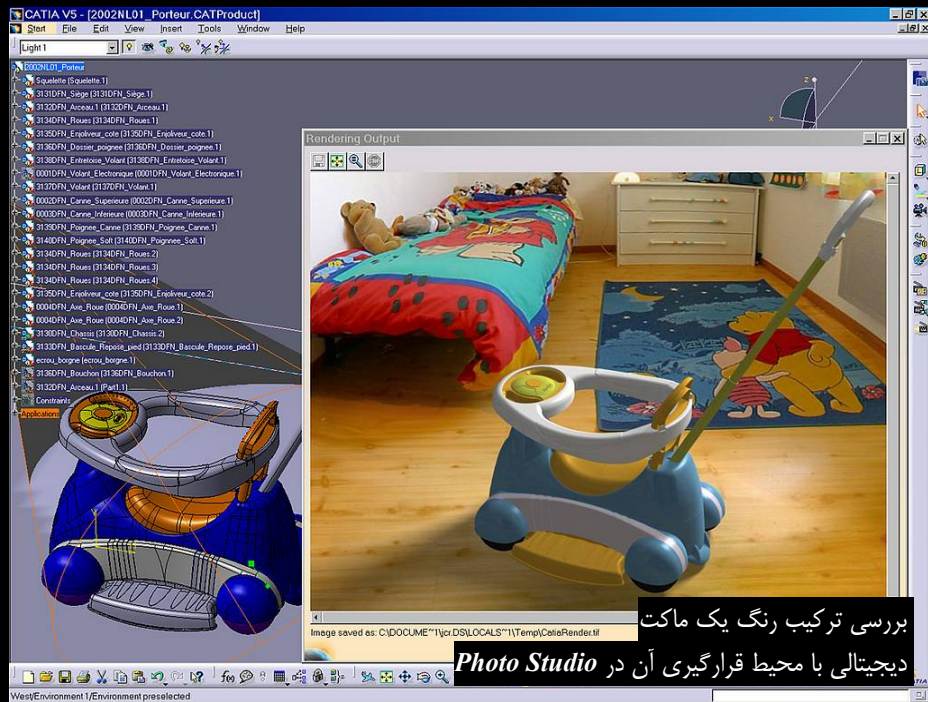 CATIA V5 - [2002NL01_Porteur.CATProduct]
Start File Edit View Insert Tools Window Help
Light 1
2002NL01_Porteur
Squelette (Squelette.1)
3131DFN_Siège (3131DFN_Siège.1)
3132DFN_Arceau.1 (3132DFN_Arceau.1)
3134DFN_Roues (3134DFN_Roues.1)
3135DFN_Enjoliveur_cote (3135DFN_Enjoliveur_cote.1)
3136DFN_Dossier_poignee (3136DFN_Dossier_poignee.1)
3138DFN_Entretoise_Volant (3138DFN_Entretoise_Volant.1)
0001DFN_Volant_Electronique (0001DFN_Volant_Electronique.1)
3137DFN_Volant (3137DFN_Volant.1)
0002DFN_Canne_Superieure (0002DFN_Canne_Superieure.1)
0003DFN_Canne_Inferieure (0003DFN_Canne_Inferieure.1)
3139DFN_Poignee_Canne (3139DFN_Poignee_Canne.1)
3140DFN_Poignee_Soft (3140DFN_Poignnee_Soft.1)
3134DFN_Roues (3134DFN_Roues.2)
3134DFN_Roues (3134DFN_Roues.3)
3134DFN_Roues (3134DFN_Roues.4)
3135DFN_Enjoliveur_cote (3135DFN_Enjoliveur_cote.2)
0004DFN_Axe_Roue (0004DFN_Axe_Roue.1)
0004DFN_Axe_Roue (0004DFN_Axe_Roue.2)
3130DFN_Chassis (3130DFN_Chassis.2)
3133DFN_Bascule_Repose_pied (3133DFN_Bascule_Repose_pied.1)
ecrou_borgne (ecrou_borgne.1)
3136DFN_Bouchon (3136DFN_Bouchon.1)
3132DFN_Arceau.1 (Part1.1)
Constraints
Applications
z
x
Rendering Output
Image saved as: C:\DOCUME~1\jcr.DS\LOCALS~1\Temp\CatiaRender.tif
بررسی ترکیب رنگ یک ماکت
دیجیتالی با محیط قرارگیری آن در Photo Studio
West/Environment 1/Environment preselected